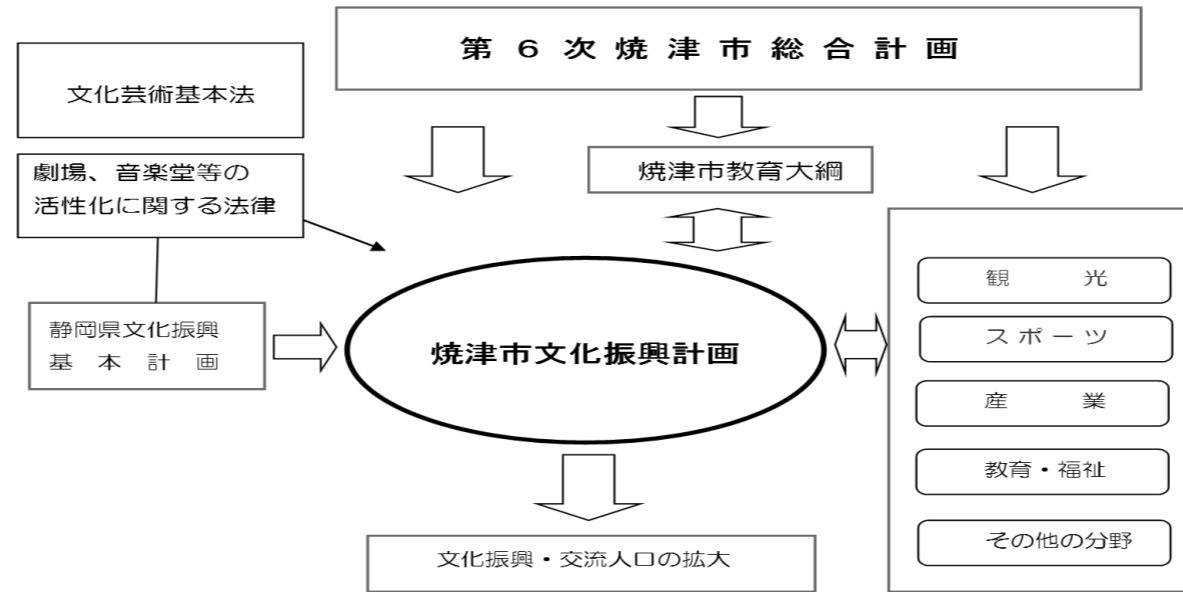 第６次焼津市総合計画
文化芸術基本法
劇場、音楽堂等の
活性化に関する法律
焼津市教育大綱
静岡県文化振興
基本計画
焼津市文化振興計画
観光
スポーツ
産業
教育・福祉
その他の分野
文化振興・交流人口の拡大